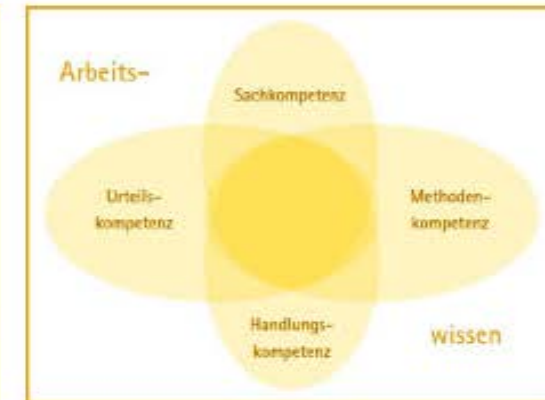 Arbeits-
Sachkompetenz
Urteils-
kompetenz
Methoden-
kompetenz
Handlungs-
kompetenz
wissen